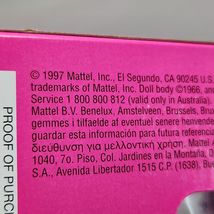 © 1997 Mattel, Inc., El Segundo, CA 90245 U.S.
trademarks of Mattel, Inc. Doll body ©1966,
Service 1 800 800 812 (valid only in Australia).
Mattel B.V. Benelux, Amstelveen, Brussels, Brus
gemmes i tilfælde af eventuel senere henvend
guardar esta información para futura referencia
διεύθυνση για μελλοντική χρήση. Mattel
1040, 7o. Piso, Col. Jardines en la Montaña, D
S.A., Avenida Libertador 1515 C.P. (1638), Bue
PROOF OF PURC